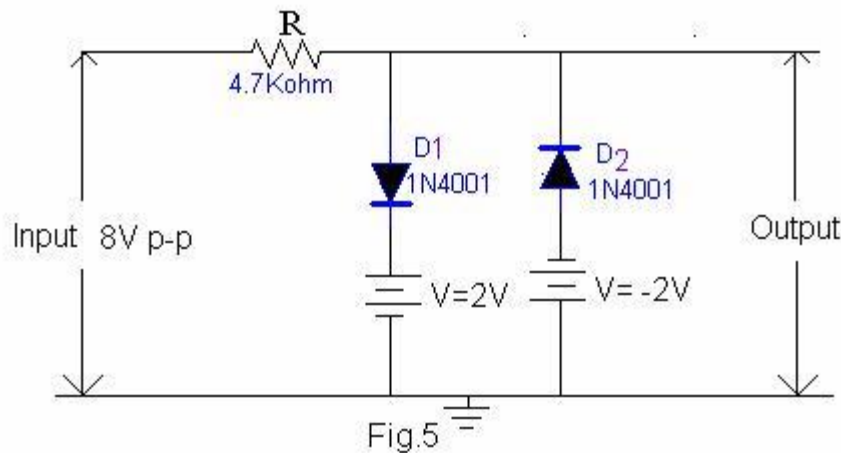 R
4.7Kohm
D1
1N4001
D2
1N4001
Input 8V p-p
Output
V=2V
V= -2V
Fig.5